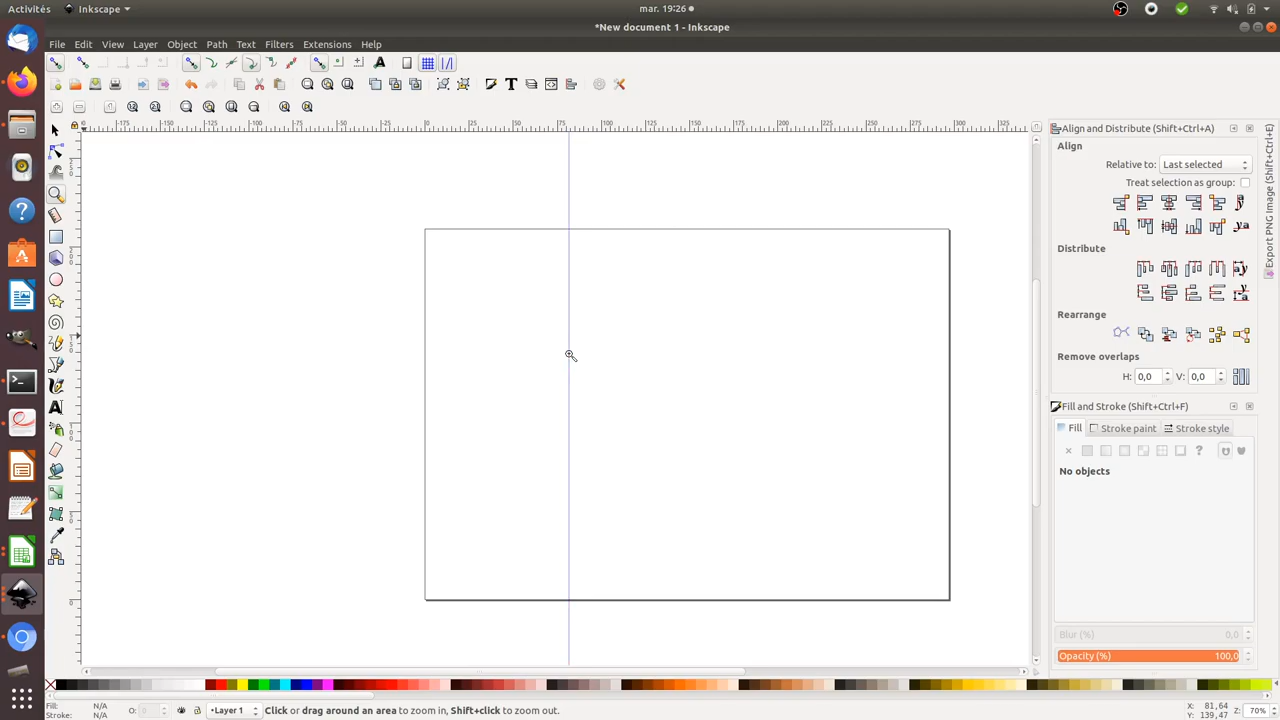 Activités
Inkscape
mar. 19:26
*New document 1 - Inkscape
File Edit View Layer Object Path Text Filters Extensions Help
Align and Distribute (Shift+Ctrl+A)
Align
Relative to: Last selected
Treat selection as group:
Distribute
Rearrange
Remove overlaps
H: 0,0 V: 0,0
Export PNG Image (Shift+Ctrl+E)
Fill and Stroke (Shift+Ctrl+F)
Fill Stroke paint Stroke style
No objects
Blur (%) 0,0
Opacity (%) 100,0
Fill: N/A
Stroke: N/A
O: 0
•Layer 1
Click or drag around an area to zoom in, Shift+click to zoom out.
X: 81,64
Y: 139,47
Z: 70%